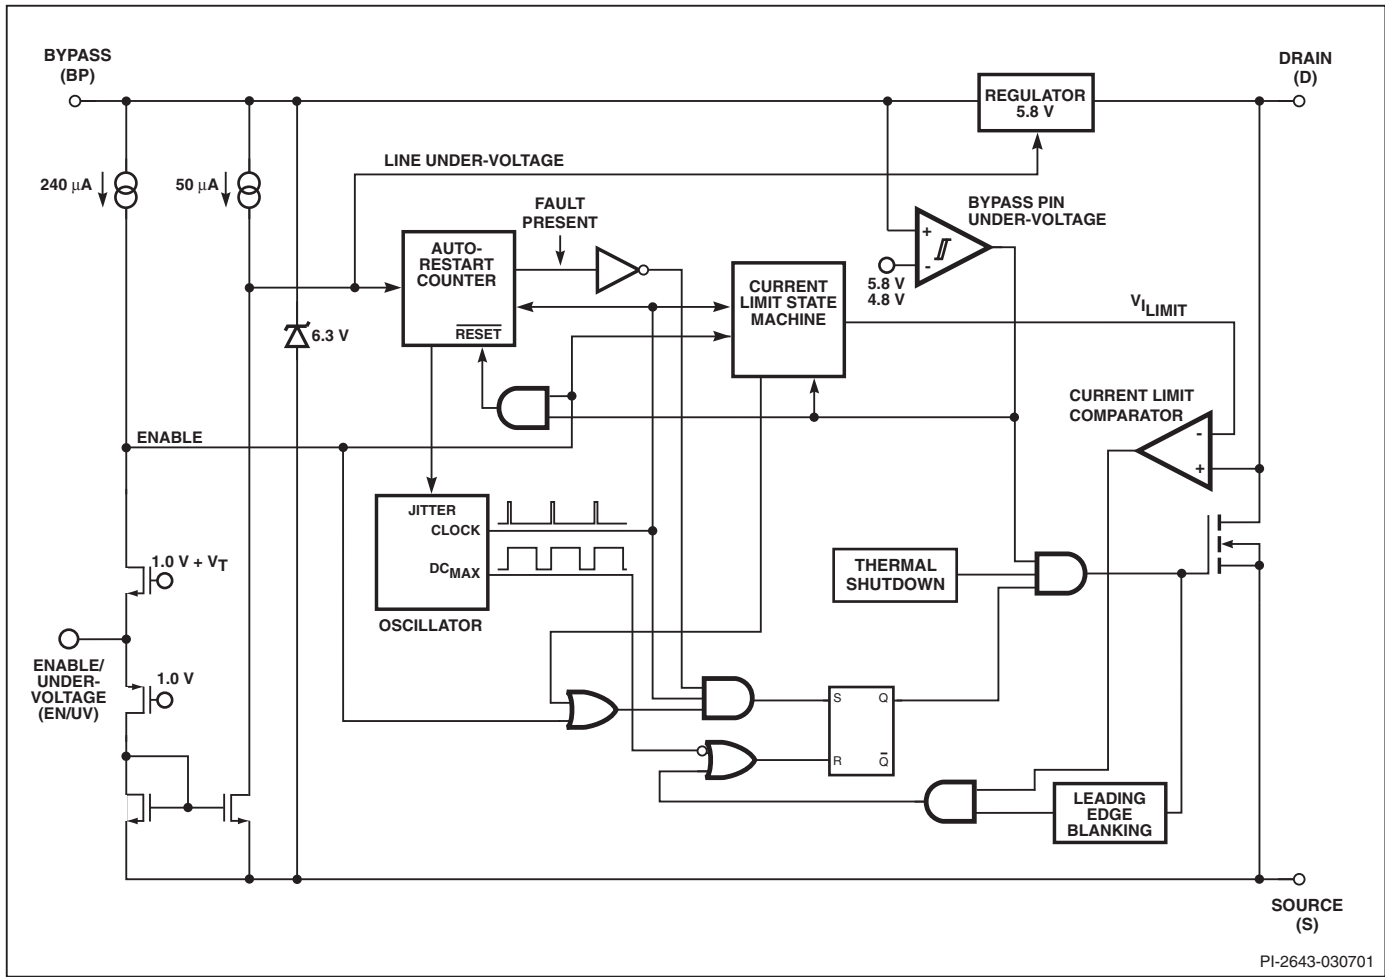 BYPASS
(BP)
DRAIN
(D)
REGULATOR
5.8 V
LINE UNDER-VOLTAGE
240 μA
50 μA
FAULT
PRESENT
BYPASS PIN
UNDER-VOLTAGE
+
-
5.8 V
4.8 V
AUTO-
RESTART
COUNTER
RESET
CURRENT
LIMIT STATE
MACHINE
VILIMIT
6.3 V
CURRENT LIMIT
COMPARATOR
-
+
ENABLE
JITTER
CLOCK
DCMAX
OSCILLATOR
1.0 V + VT
THERMAL
SHUTDOWN
ENABLE/
UNDER-
VOLTAGE
(EN/UV)
1.0 V
S Q
R Q
LEADING
EDGE
BLANKING
SOURCE
(S)
PI-2643-030701